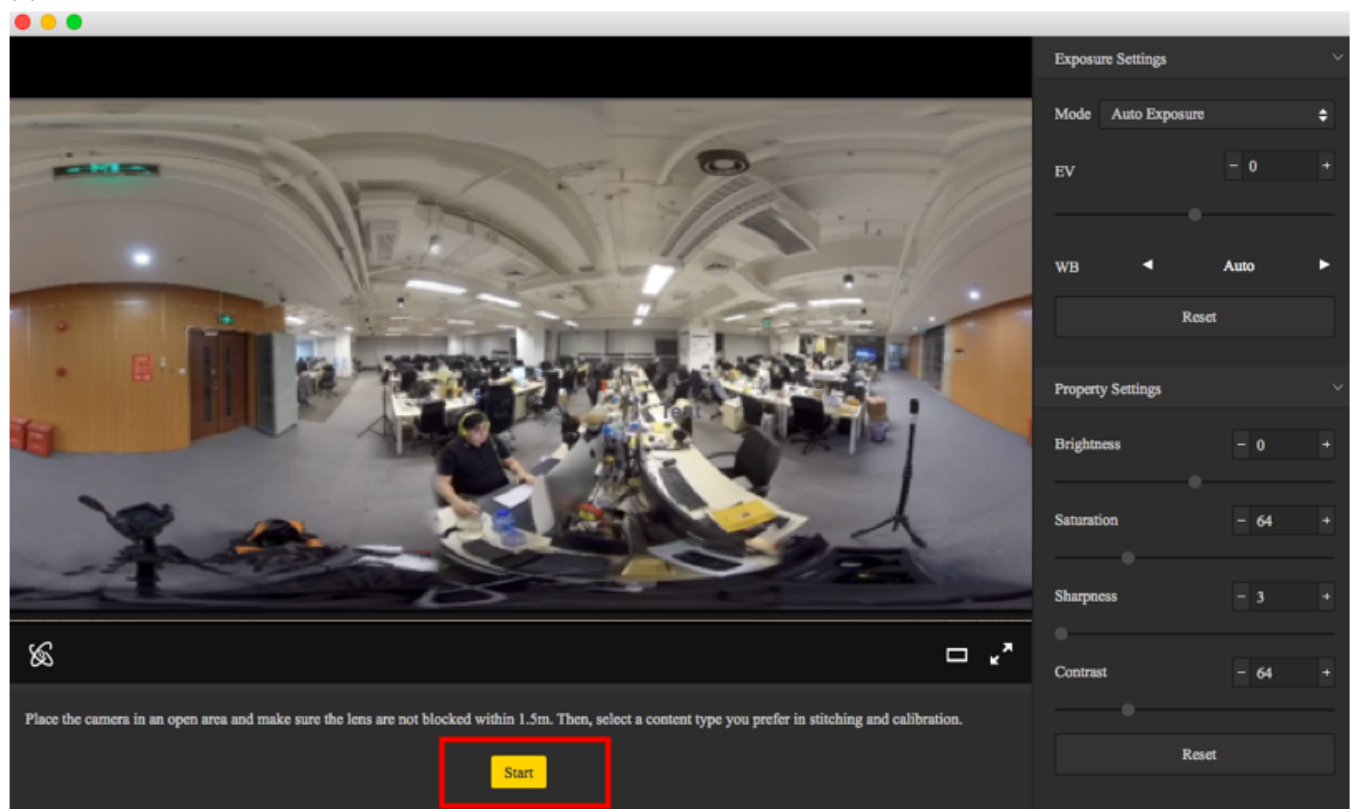 Exposure Settings
Mode Auto Exposure
EV - 0 +
WB Auto
Reset
Property Settings
Brightness - 0 +
Saturation - 64 +
Sharpness - 3 +
Contrast - 64 +
Reset
Test
Place the camera in an open area and make sure the lens are not blocked within 1.5m. Then, select a content type you prefer in stitching and calibration.
Start